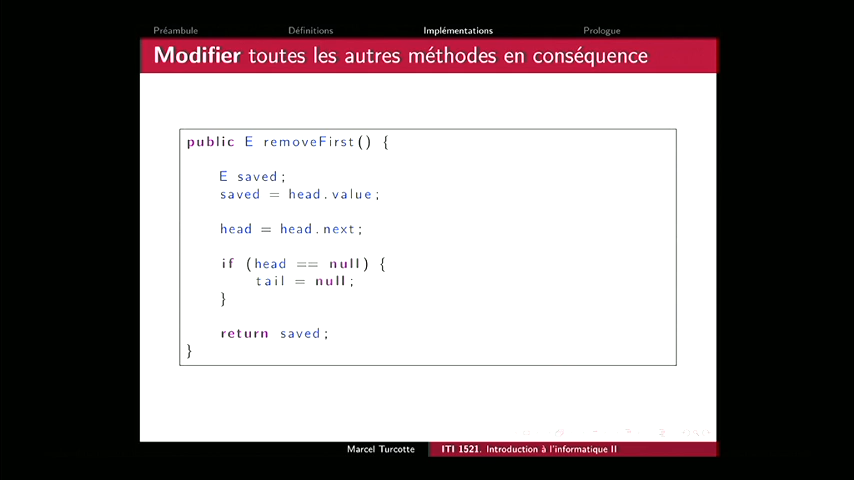 Préambule Définitions Implémentations Prologue
Modifier toutes les autres méthodes en conséquence
public E removeFirst() {
E saved;
saved = head.value;
head = head.next;
if (head == null) {
tail = null;
}
return saved;
}
Marcel Turcotte ITI 1521. Introduction à l'informatique II